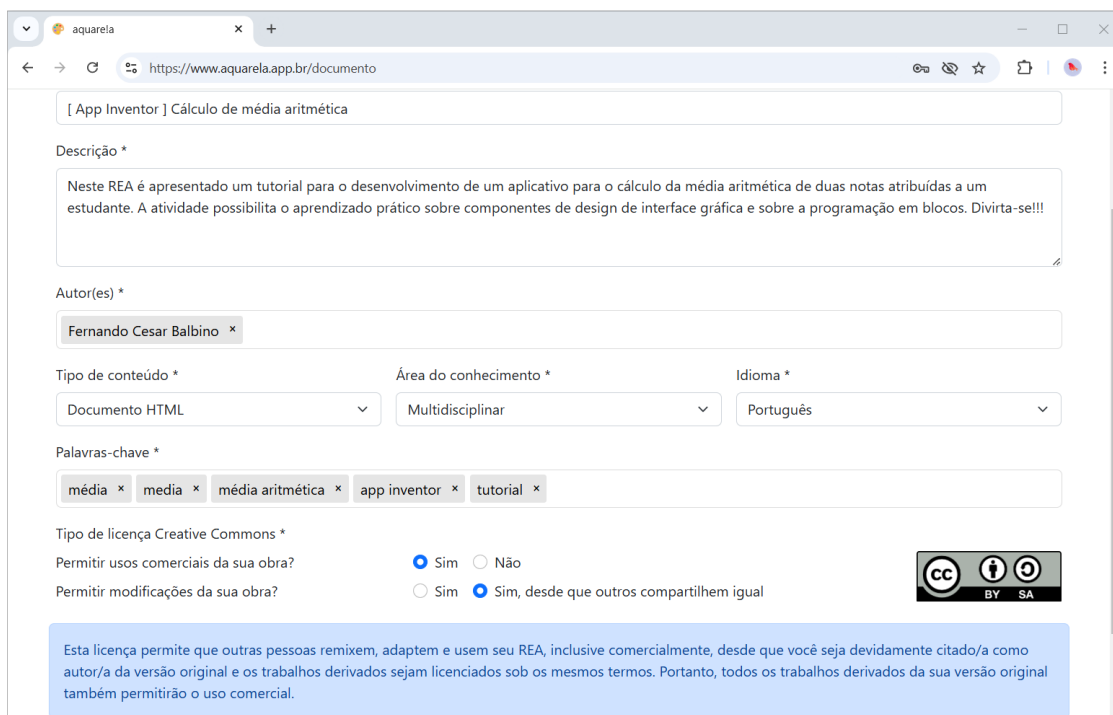 aquarela
https://www.aquarela.app.br/documento
[ App Inventor ] Cálculo de média aritmética
Descrição *
Neste REA é apresentado um tutorial para o desenvolvimento de um aplicativo para o cálculo da média aritmética de duas notas atribuídas a um
estudante. A atividade possibilita o aprendizado prático sobre componentes de design de interface gráfica e sobre a programação em blocos. Divirta-se!!!
Autor(es) *
Fernando Cesar Balbino ×
Tipo de conteúdo * Área do conhecimento * Idioma *
Documento HTML Multidisciplinar Português
Palavras-chave *
média × media × média aritmética × app inventor × tutorial ×
Tipo de licença Creative Commons *
Permitir usos comerciais da sua obra? Sim Não
Permitir modificações da sua obra? Sim Sim, desde que outros compartilhem igual
cc
BY SA
Esta licença permite que outras pessoas remixem, adaptem e usem seu REA, inclusive comercialmente, desde que você seja devidamente citado/a como
autor/a da versão original e os trabalhos derivados sejam licenciados sob os mesmos termos. Portanto, todos os trabalhos derivados da sua versão original
também permitirão o uso comercial.